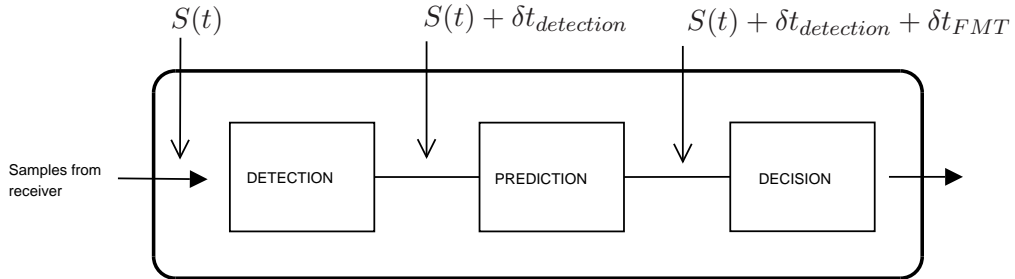 S(t)
S(t) + δt_{detection}
S(t) + δt_{detection} + δt_{FMT}
Samples from
receiver
DETECTION
PREDICTION
DECISION